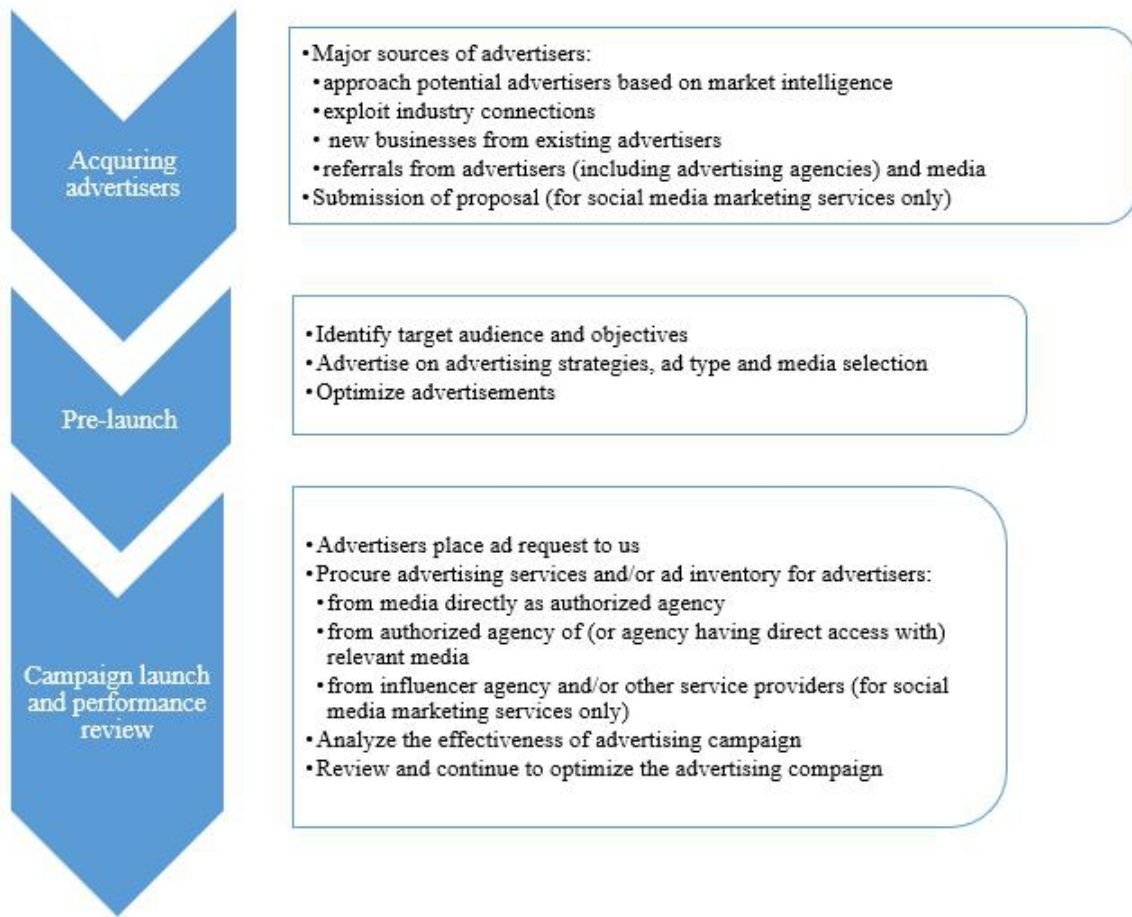 Acquiring
advertisers
•Major sources of advertisers:
•approach potential advertisers based on market intelligence
•exploit industry connections
• new businesses from existing advertisers
•referrals from advertisers (including advertising agencies) and media
•Submission of proposal (for social media marketing services only)
Pre-launch
•Identify target audience and objectives
•Advertise on advertising strategies, ad type and media selection
•Optimize advertisements
Campaign launch
and performance
review
•Advertisers place ad request to us
•Procure advertising services and/or ad inventory for advertisers:
•from media directly as authorized agency
•from authorized agency of (or agency having direct access with)
relevant media
•from influencer agency and/or other service providers (for social
media marketing services only)
•Analyze the effectiveness of advertising campaign
•Review and continue to optimize the advertising compaign